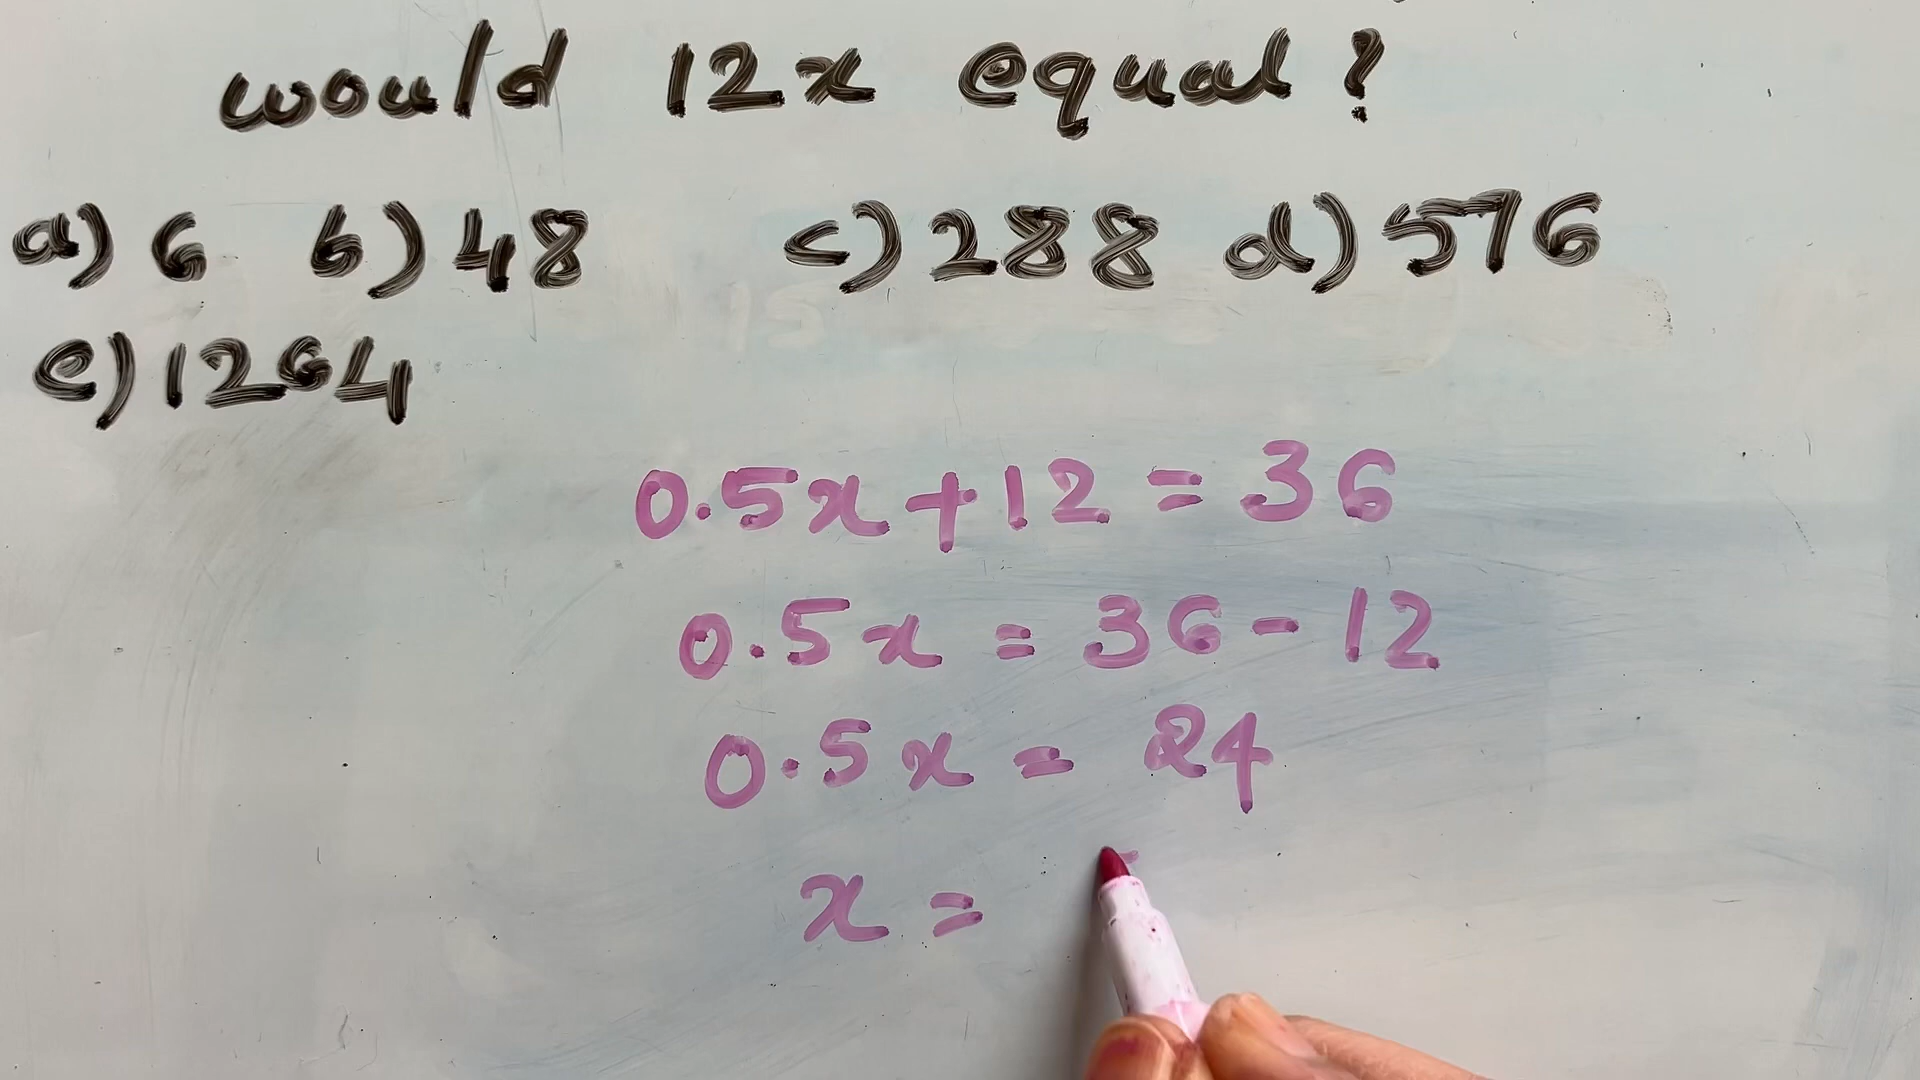 would 12x equal?
a) 6 b) 48 c) 288 d) 576
e) 1264
0.5x + 12 = 36
0.5x = 36 - 12
0.5x = 24
x =